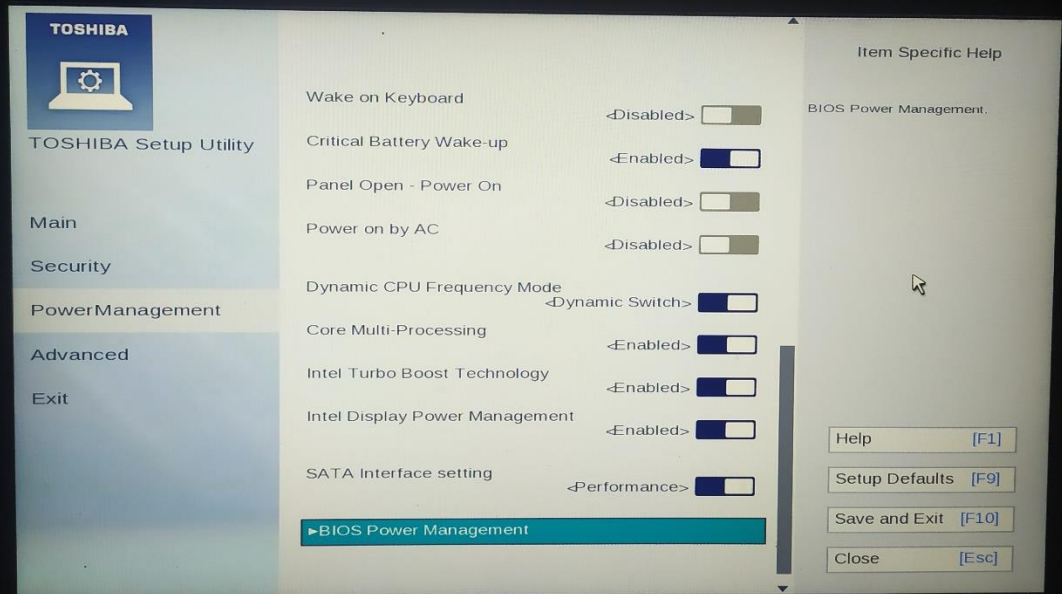 TOSHIBA
TOSHIBA Setup Utility
Main
Security
PowerManagement
Advanced
Exit
Wake on Keyboard
<Disabled>
Critical Battery Wake-up
<Enabled>
Panel Open - Power On
<Disabled>
Power on by AC
<Disabled>
Dynamic CPU Frequency Mode
<Dynamic Switch>
Core Multi-Processing
<Enabled>
Intel Turbo Boost Technology
<Enabled>
Intel Display Power Management
<Enabled>
SATA Interface setting
<Performance>
►BIOS Power Management
Item Specific Help
BIOS Power Management.
Help [F1]
Setup Defaults [F9]
Save and Exit [F10]
Close [Esc]